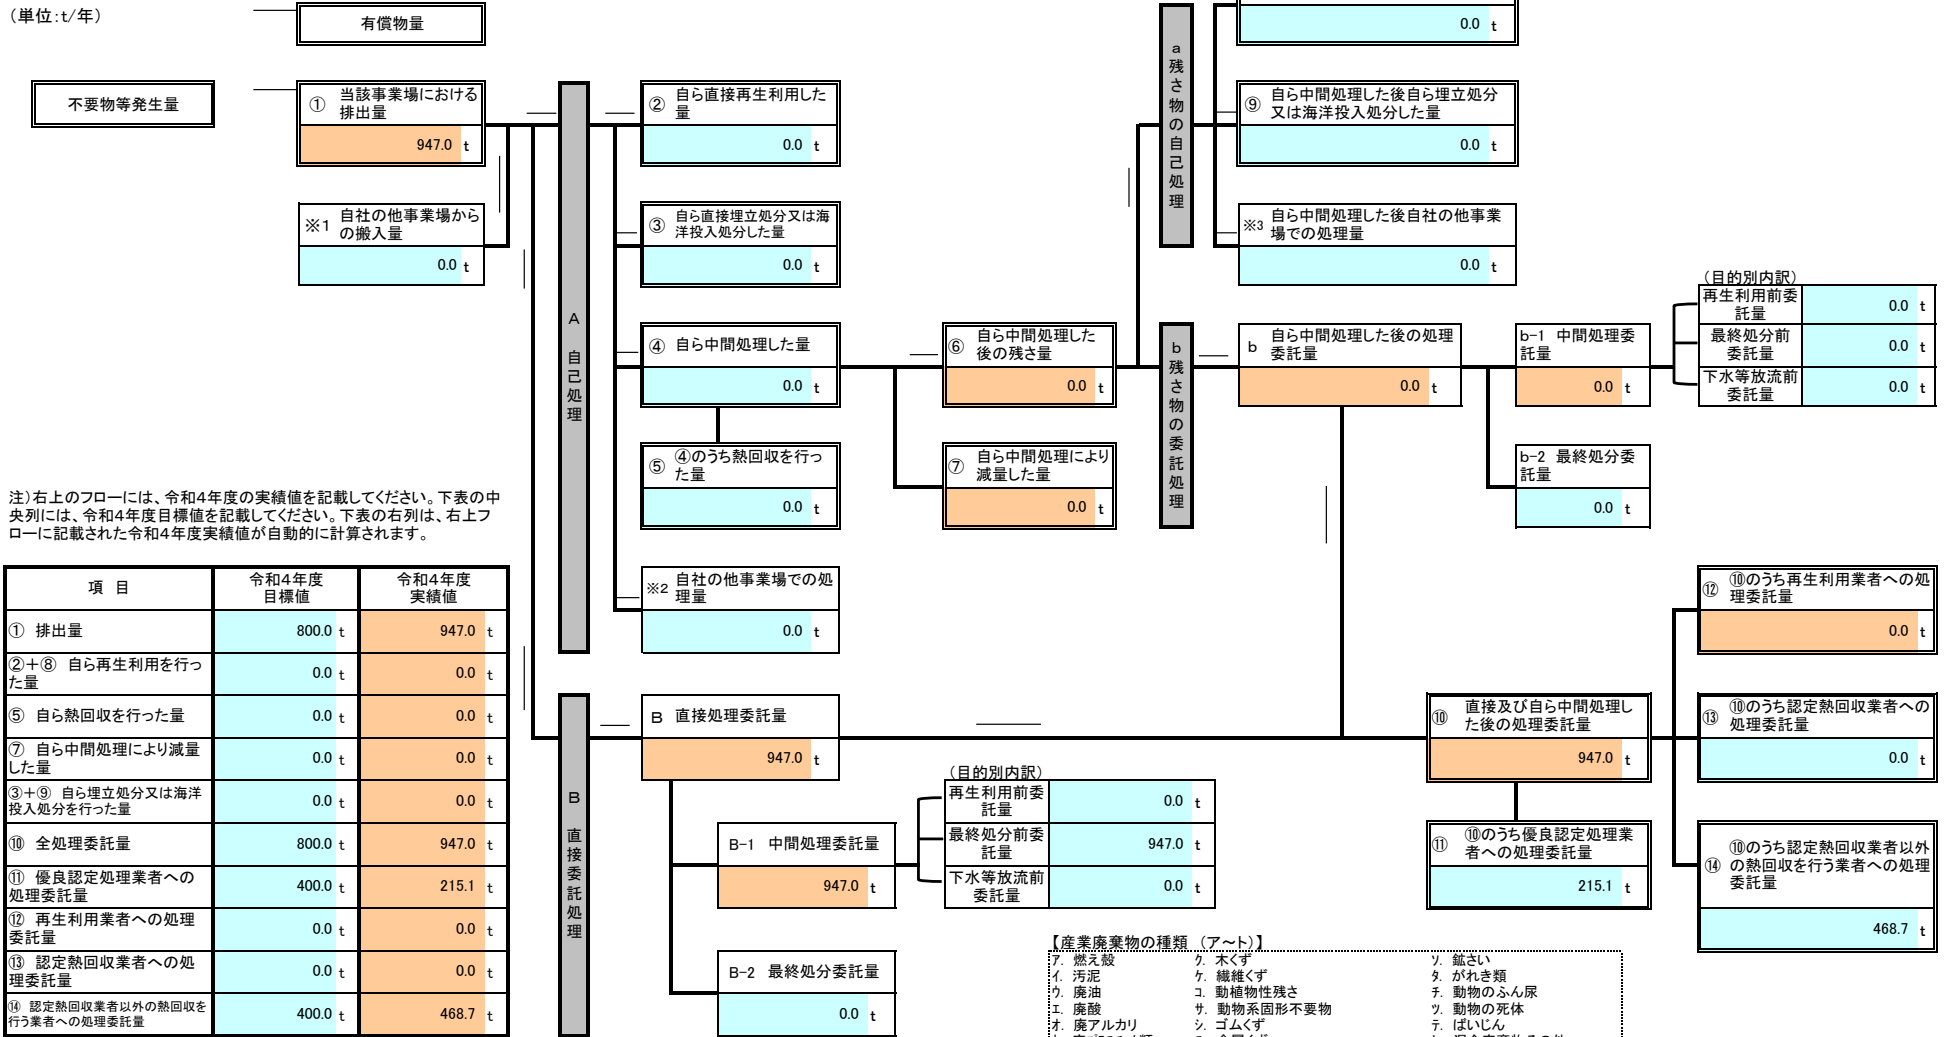 (単位:t/年)
有償物量
不要物等発生量
① 当該事業場における
排出量
947.0 t
※1 自社の他事業場から
の搬入量
0.0 t
A 自己処理
② 自ら直接再生利用した
量
0.0 t
③ 自ら直接埋立処分又は海
洋投入処分した量
0.0 t
④ 自ら中間処理した量
0.0 t
⑤ ④のうち熱回収を行っ
た量
0.0 t
※2 自社の他事業場での処
理量
0.0 t
⑥ 自ら中間処理した
後の残さ量
0.0 t
⑦ 自ら中間処理により
減量した量
0.0 t
a 残さ物の自己処理
0.0 t
⑨ 自ら中間処理した後自ら埋立処分
又は海洋投入処分した量
0.0 t
※3 自ら中間処理した後自社の他事業
場での処理量
0.0 t
b 残さ物の委託処理
b 自ら中間処理した後の処理
委託量
0.0 t
b-1 中間処理委
託量
0.0 t
b-2 最終処分委
託量
0.0 t
(目的別内訳)
再生利用前委
託量
0.0 t
最終処分前
委託量
0.0 t
下水等放流前
委託量
0.0 t
注)右上のフローには、令和4年度の実績値を記載してください。下表の中
央列には、令和4年度目標値を記載してください。下表の右列は、右上フ
ローに記載された令和4年度実績値が自動的に計算されます。
項 目
令和4年度
目標値
令和4年度
実績値
① 排出量 800.0 t 947.0 t
②+⑧ 自ら再生利用を行っ
た量
0.0 t 0.0 t
⑤ 自ら熱回収を行った量 0.0 t 0.0 t
⑦ 自ら中間処理により減量
した量
0.0 t 0.0 t
③+⑨ 自ら埋立処分又は海洋
投入処分を行った量
0.0 t 0.0 t
⑩ 全処理委託量 800.0 t 947.0 t
⑪ 優良認定処理業者への
処理委託量
400.0 t 215.1 t
⑫ 再生利用業者への処理
委託量
0.0 t 0.0 t
⑬ 認定熱回収業者への処
理委託量
0.0 t 0.0 t
⑭ 認定熱回収業者以外の熱回収を
行う業者への処理委託量
400.0 t 468.7 t
B 直接委託処理
B 直接処理委託量
947.0 t
B-1 中間処理委託量
947.0 t
B-2 最終処分委託量
0.0 t
(目的別内訳)
再生利用前委
託量
0.0 t
最終処分前委
託量
947.0 t
下水等放流前
委託量
0.0 t
⑩ 直接及び自ら中間処理し
た後の処理委託量
947.0 t
⑪ ⑩のうち優良認定処理業
者への処理委託量
215.1 t
⑫ ⑩のうち再生利用業者への処
理委託量
0.0 t
⑬ ⑩のうち認定熱回収業者への
処理委託量
0.0 t
⑭ ⑩のうち認定熱回収業者以外
の熱回収を行う業者への処理
委託量
468.7 t
【産業廃棄物の種類 (ア~ト)】
ア. 燃え殻 ク. 木くず ソ. 鉱さい
イ. 汚泥 ケ. 繊維くず タ. がれき類
ウ. 廃油 コ. 動植物性残さ チ. 動物のふん尿
エ. 廃酸 サ. 動物系固形不要物 ツ. 動物の死体
オ. 廃アルカリ シ. ゴムくず テ. ばいじん